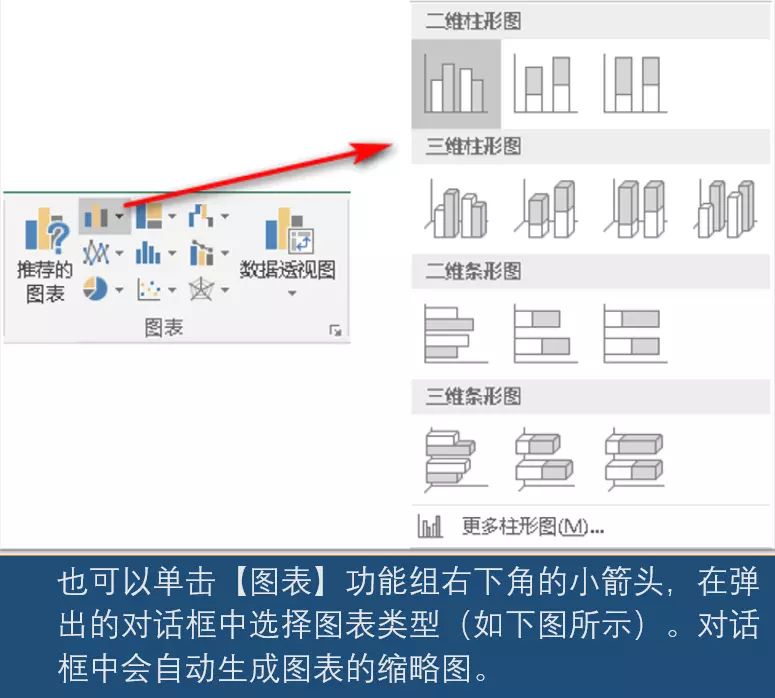 二维柱形图
三维柱形图
二维条形图
三维条形图
更多柱形图(M)...
推荐的
图表
数据透视图
图表
也可以单击【图表】功能组右下角的小箭头，在弹
出的对话框中选择图表类型（如下图所示）。对话
框中会自动生成图表的缩略图。